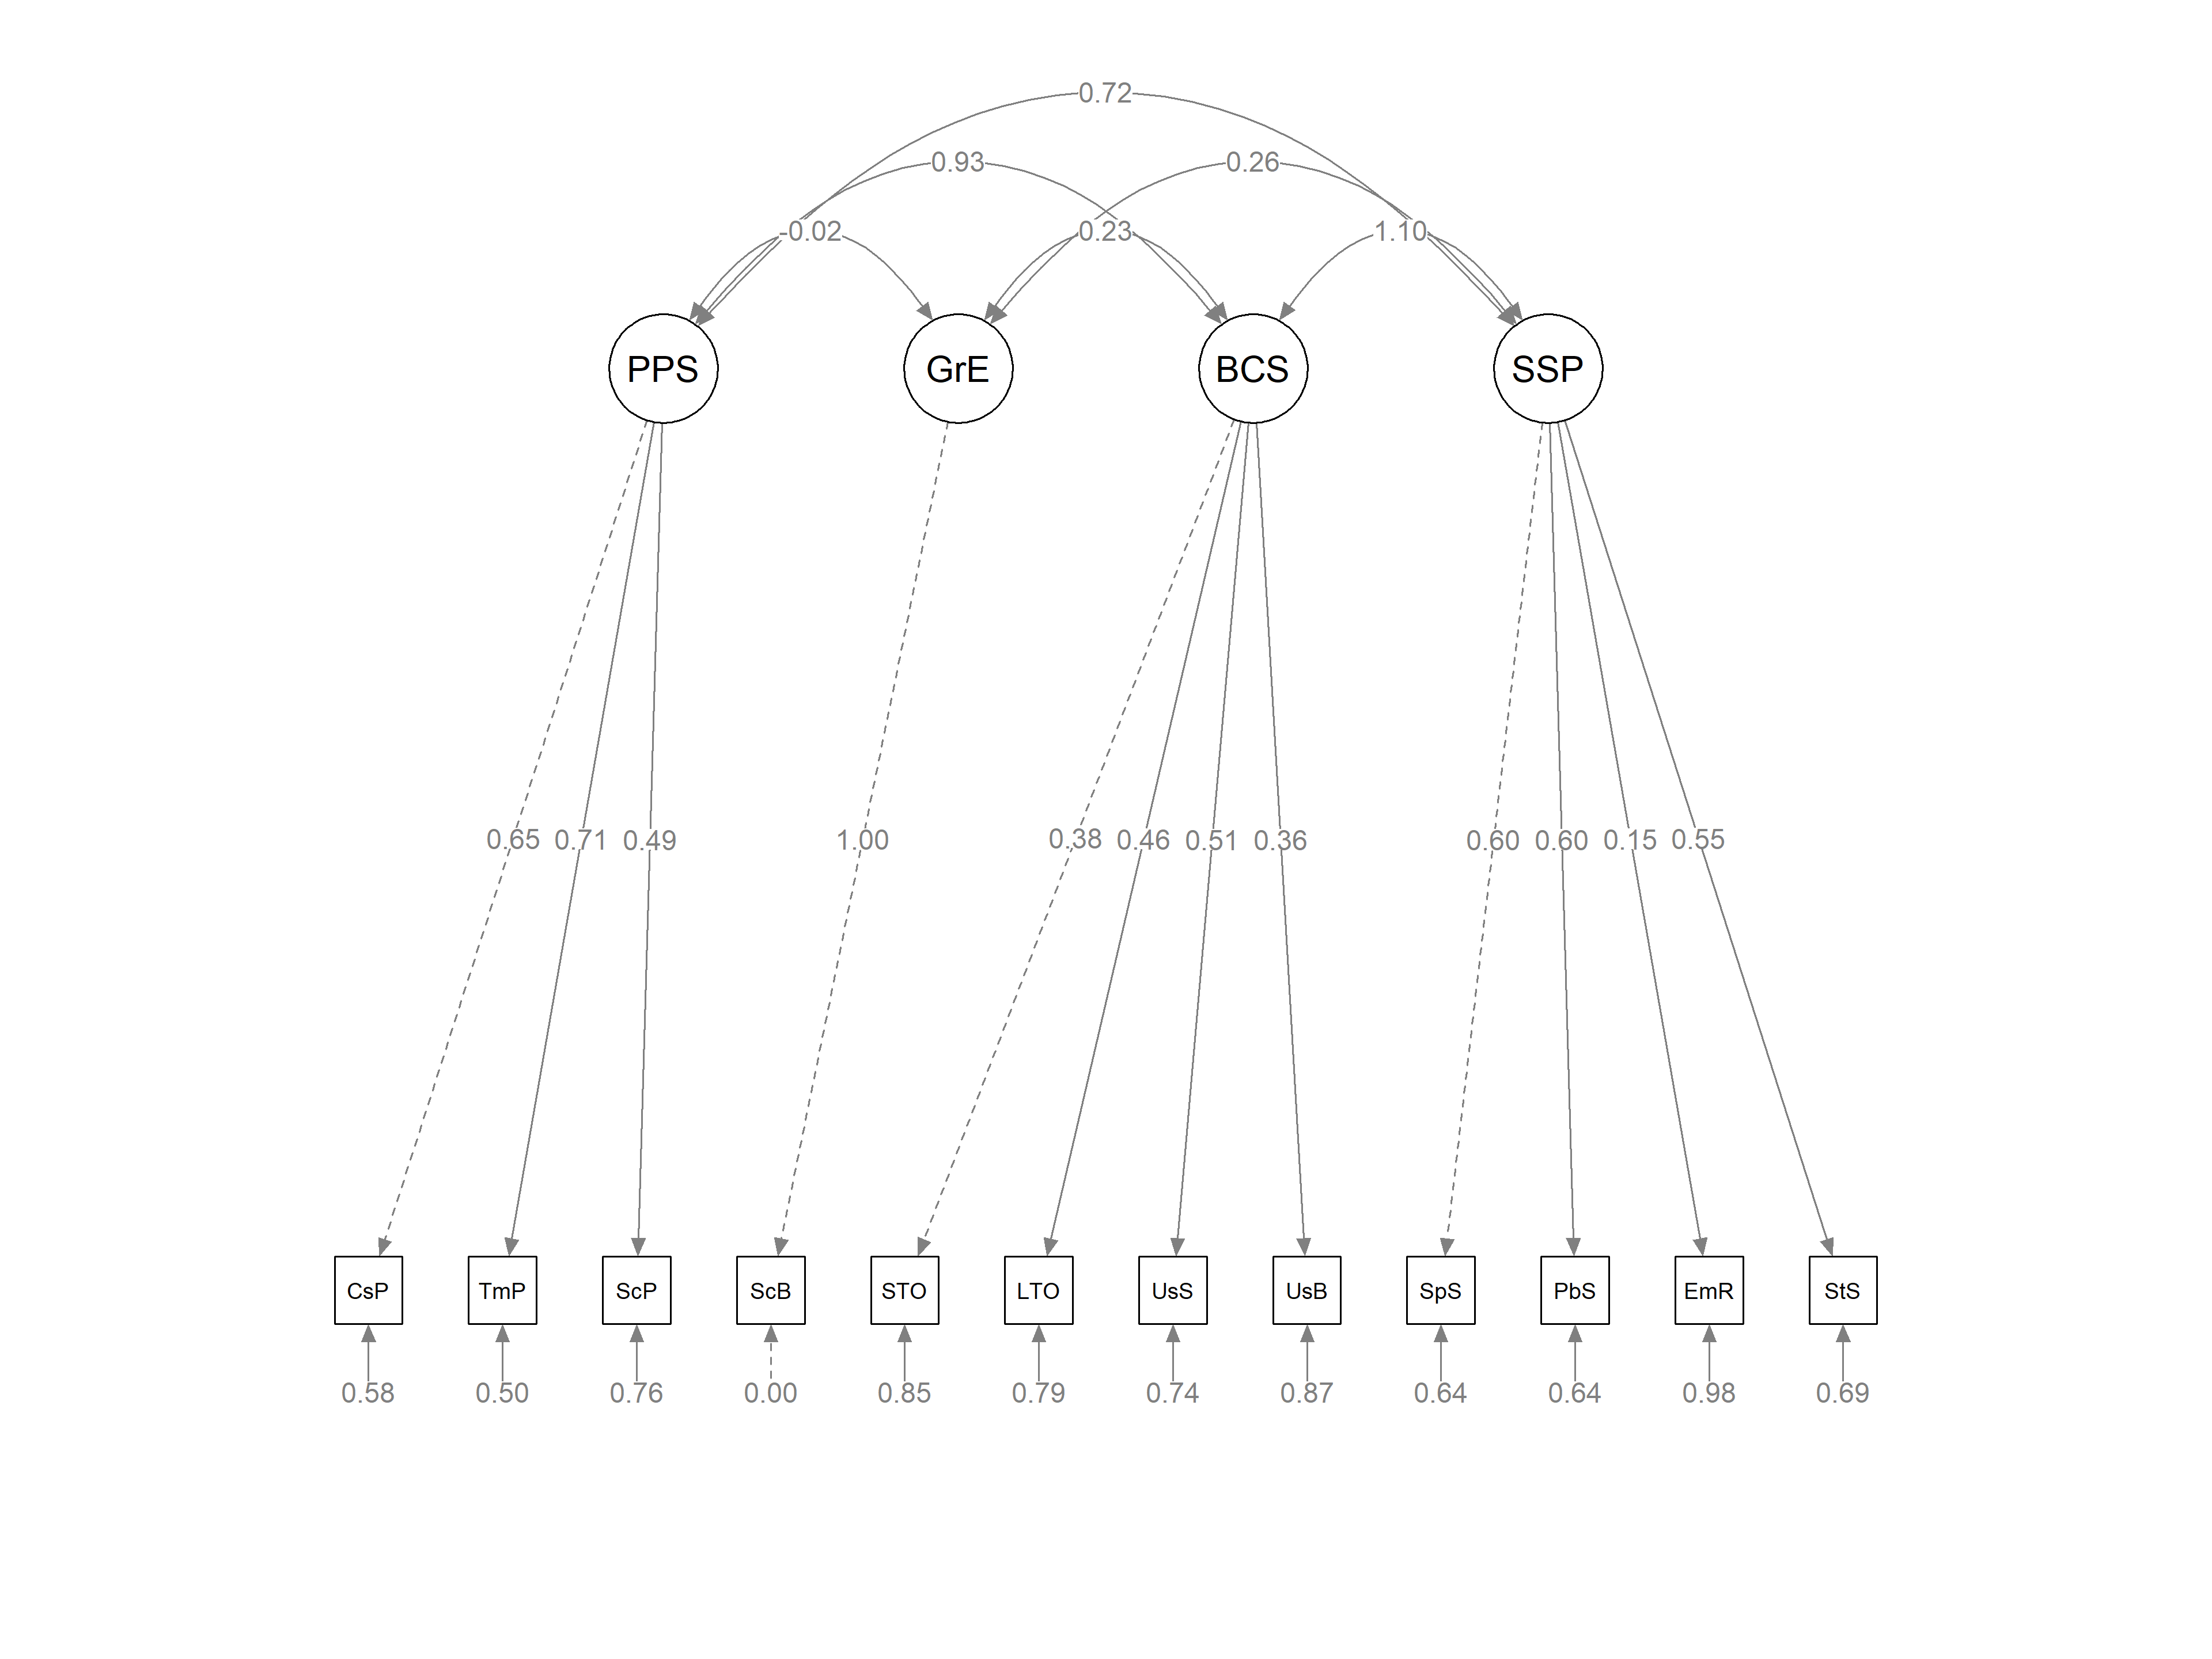 0.72
0.93 0.26
-0.02 0.23 1.10
PPS GrE BCS SSP
0.65 0.71 0.49 1.00 0.38 0.46 0.51 0.36 0.60 0.60 0.15 0.55
CsP TmP ScP ScB STO LTO UsS UsB SpS PbS EmR StS
0.58 0.50 0.76 0.00 0.85 0.79 0.74 0.87 0.64 0.64 0.98 0.69